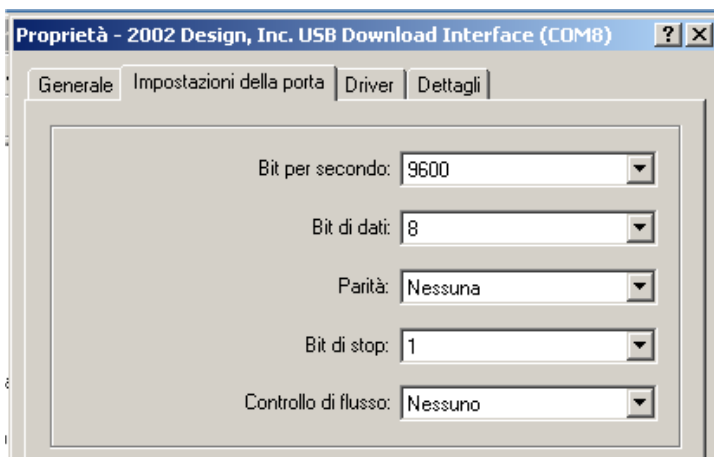 Proprietà - 2002 Design, Inc. USB Download Interface (COM8)
Generale Impostazioni della porta Driver Dettagli
Bit per secondo: 9600
Bit di dati: 8
Parità: Nessuna
Bit di stop: 1
Controllo di flusso: Nessuno